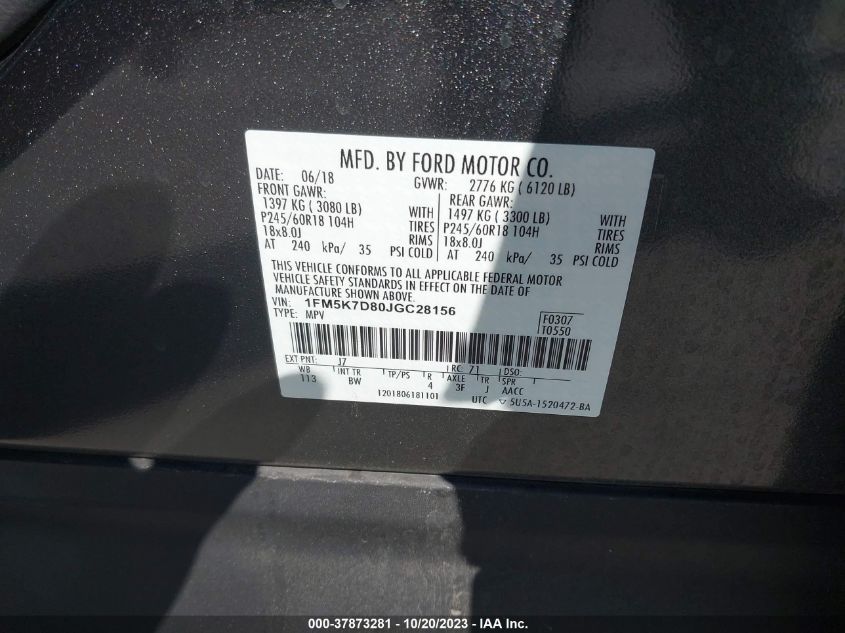 MFD. BY FORD MOTOR CO.
DATE: 06/18 GVWR: 2776 KG ( 6120 LB)
FRONT GAWR: REAR GAWR:
1397 KG ( 3080 LB) WITH 1497 KG ( 3300 LB) WITH
P245/60R18 104H TIRES P245/60R18 104H TIRES
18x8.0J RIMS 18x8.0J RIMS
AT 240 kPa/ 35 PSI COLD AT 240 kPa/ 35 PSI COLD
THIS VEHICLE CONFORMS TO ALL APPLICABLE FEDERAL MOTOR
VEHICLE SAFETY STANDARDS IN EFFECT ON THE DATE OF
MANUFACTURE SHOWN ABOVE.
VIN: 1FM5K7D80JGC28156
TYPE: MPV
F0307
T0550
EXT PNT: J7 RC: 71 DSO:
WB INT TR TP/PS R AXLE TR SPR
113 BW 4 3F J AACC
1201806181101 UTC 5U5A-1520472-BA
000-37873281 - 10/20/2023 - IAA Inc.